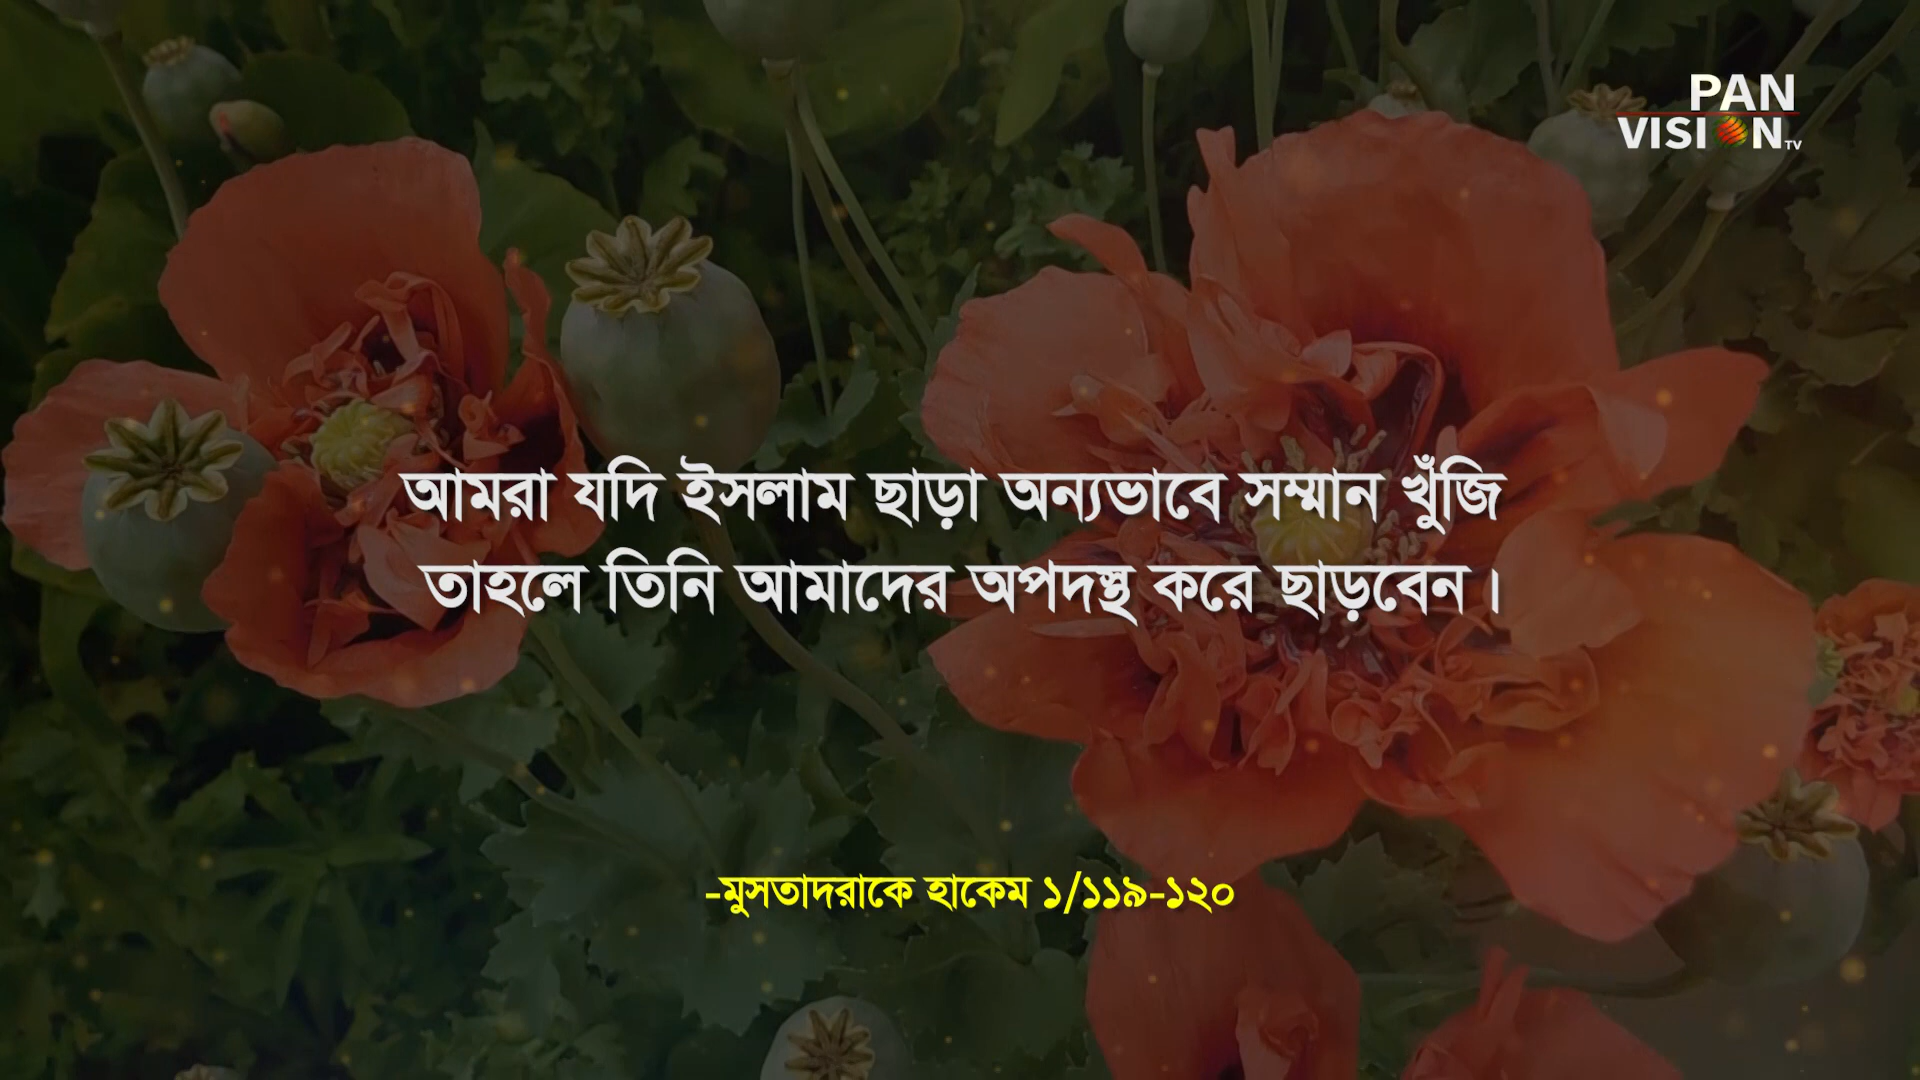 PAN
VISION TV
আমরা যদি ইসলাম ছাড়া অন্যভাবে সম্মান খুঁজি
তাহলে তিনি আমাদের অপদস্থ করে ছাড়বেন।
-মুসতাদরাকে হাকেম ১/১১৯-১২০